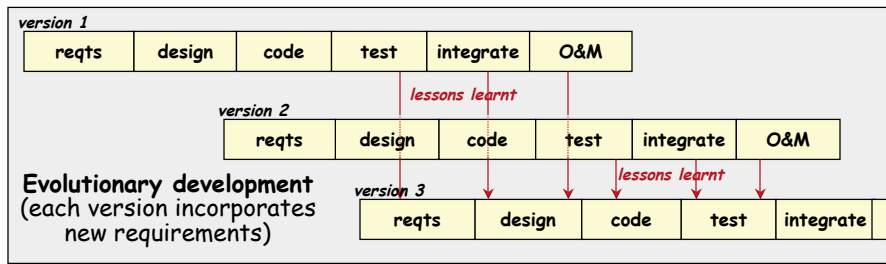 version 1
reqts design code test integrate O&M
lessons learnt
version 2
reqts design code test integrate O&M
lessons learnt
Evolutionary development
version 3
(each version incorporates
reqts design code test integrate
new requirements)